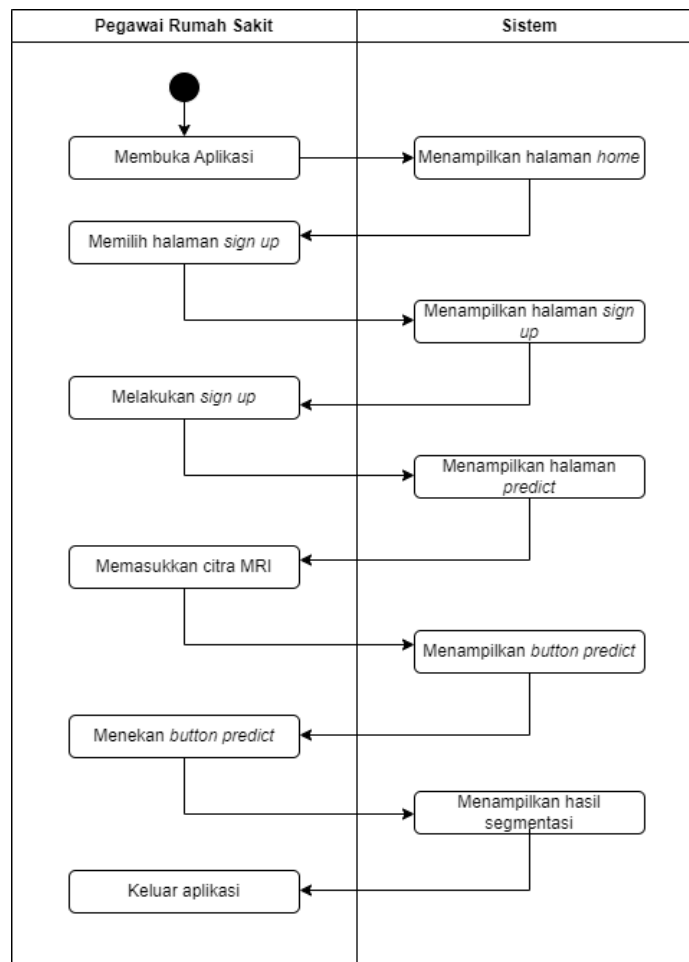 Pegawai Rumah Sakit
Sistem
Membuka Aplikasi
Menampilkan halaman home
Memilih halaman sign up
Menampilkan halaman sign
up
Melakukan sign up
Menampilkan halaman
predict
Memasukkan citra MRI
Menampilkan button predict
Menekan button predict
Menampilkan hasil
segmentasi
Keluar aplikasi